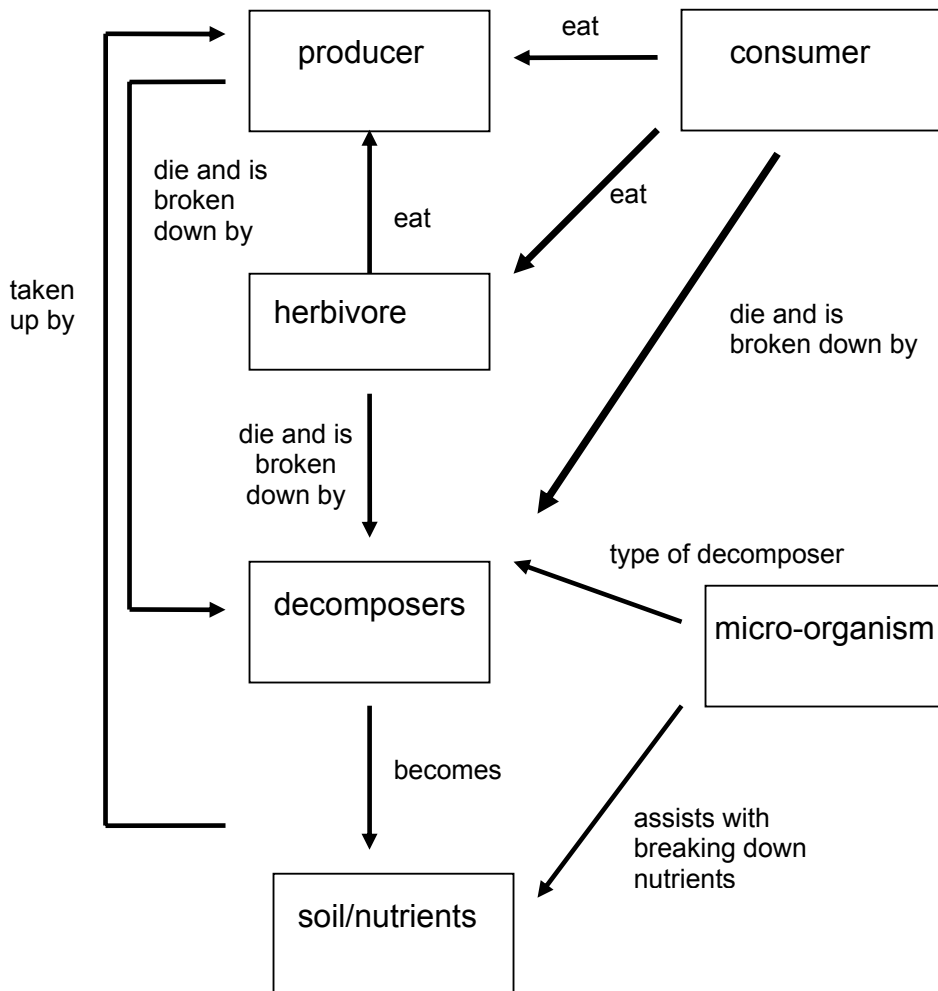 eat
producer
consumer
die and is
broken
down by
eat
eat
taken
up by
herbivore
die and is
broken down by
die and is
broken
down by
type of decomposer
decomposers
micro-organism
becomes
assists with
breaking down
nutrients
soil/nutrients